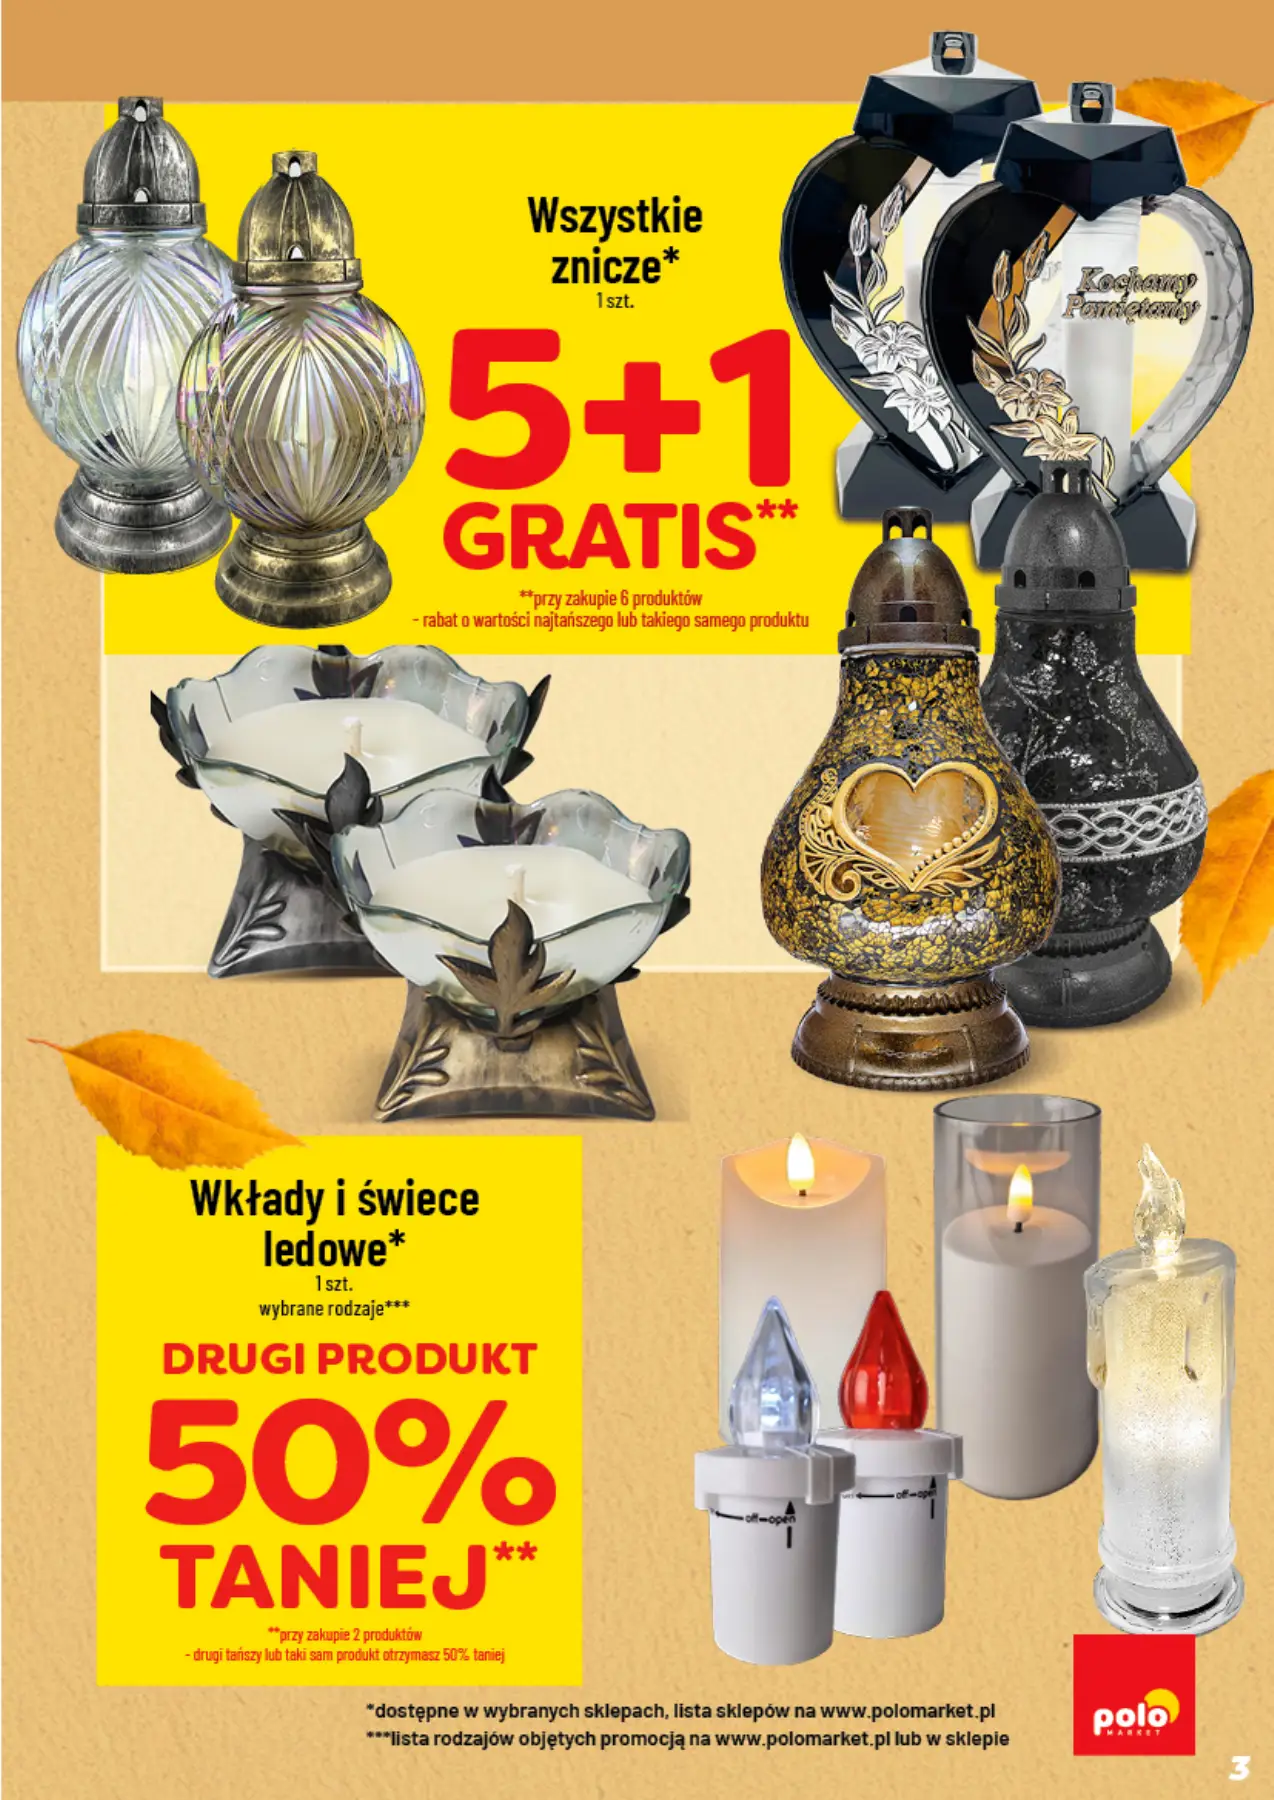 Wszystkie
znicze*
1 szt.
5+1
GRATIS**
**przy zakupie 6 produktów
- rabat o wartości najtańszego lub takiego samego produktu
Kochamy
Pamiętamy
Wkłady i świece
ledowe*
1 szt.
wybrane rodzaje***
DRUGI PRODUKT
50%
TANIEJ**
**przy zakupie 2 produktów
- drugi tańszy lub taki sam produkt otrzymasz 50% taniej
off open
off open
*dostępne w wybranych sklepach, lista sklepów na www.polomarket.pl
***lista rodzajów objętych promocją na www.polomarket.pl lub w sklepie
polo
MARKET
3